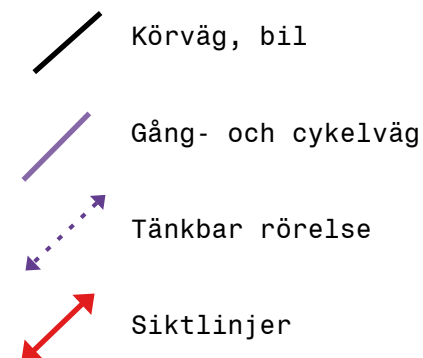 Körväg, bil
Gång- och cykelväg
Tänkbar rörelse
Siktlinjer